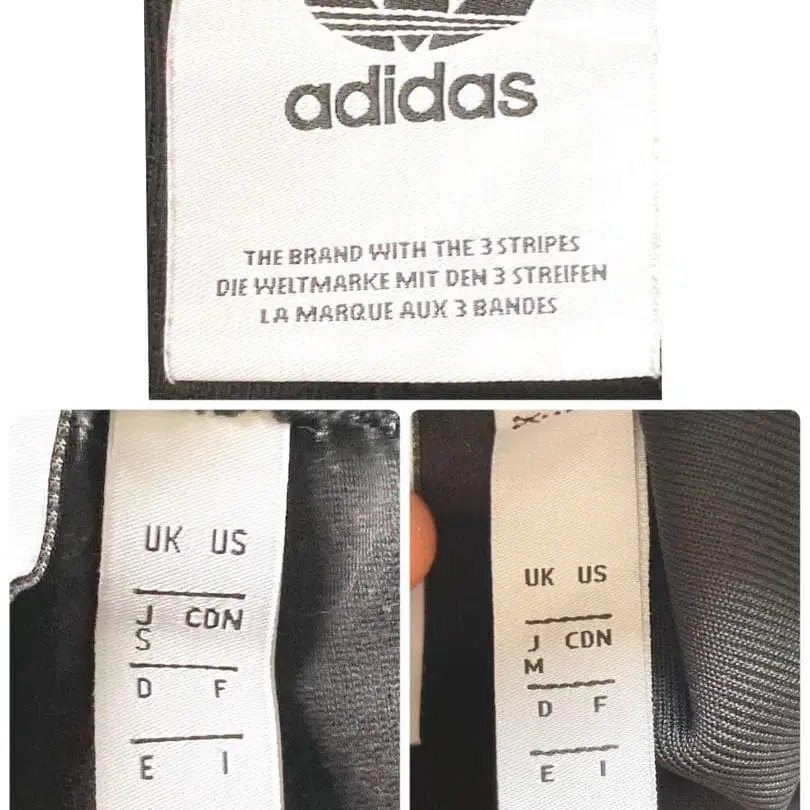 adidas
THE BRAND WITH THE 3 STRIPES
DIE WELTMARKE MIT DEN 3 STREIFEN
LA MARQUE AUX 3 BANDES
UK US
J CDN
S
D F
E I
UK US
J CDN
M
D F
E I